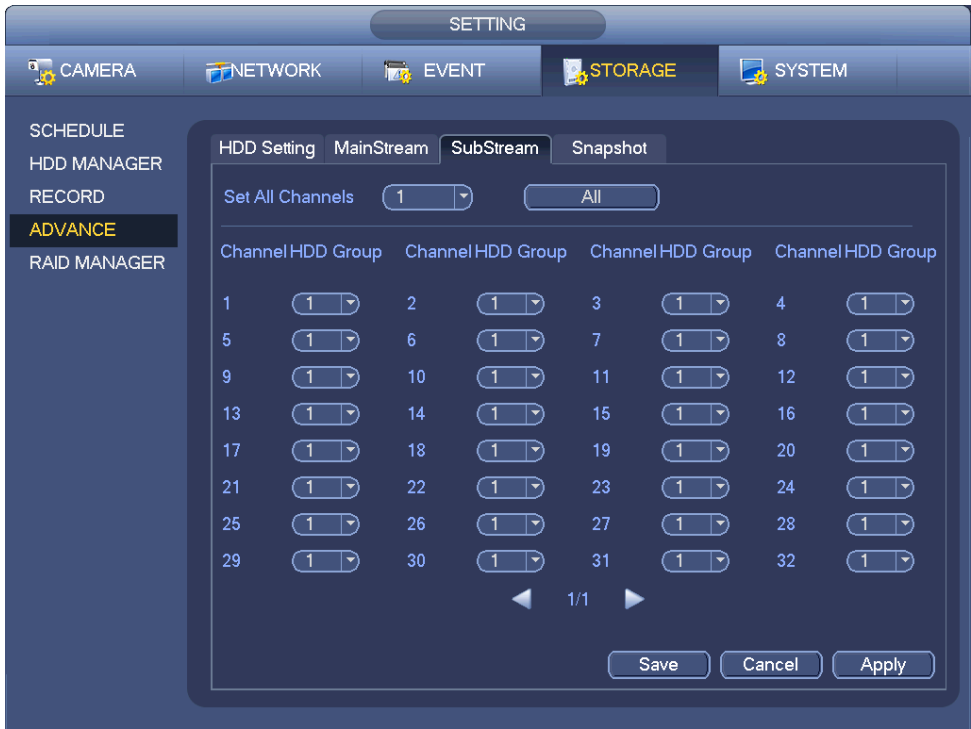 SETTING
CAMERA NETWORK EVENT STORAGE SYSTEM
SCHEDULE
HDD MANAGER
RECORD
ADVANCE
RAID MANAGER
HDD Setting MainStream SubStream Snapshot
Set All Channels 1 All
Channel HDD Group Channel HDD Group Channel HDD Group Channel HDD Group
1 1 2 1 3 1 4 1
5 1 6 1 7 1 8 1
9 1 10 1 11 1 12 1
13 1 14 1 15 1 16 1
17 1 18 1 19 1 20 1
21 1 22 1 23 1 24 1
25 1 26 1 27 1 28 1
29 1 30 1 31 1 32 1
1/1
Save Cancel Apply